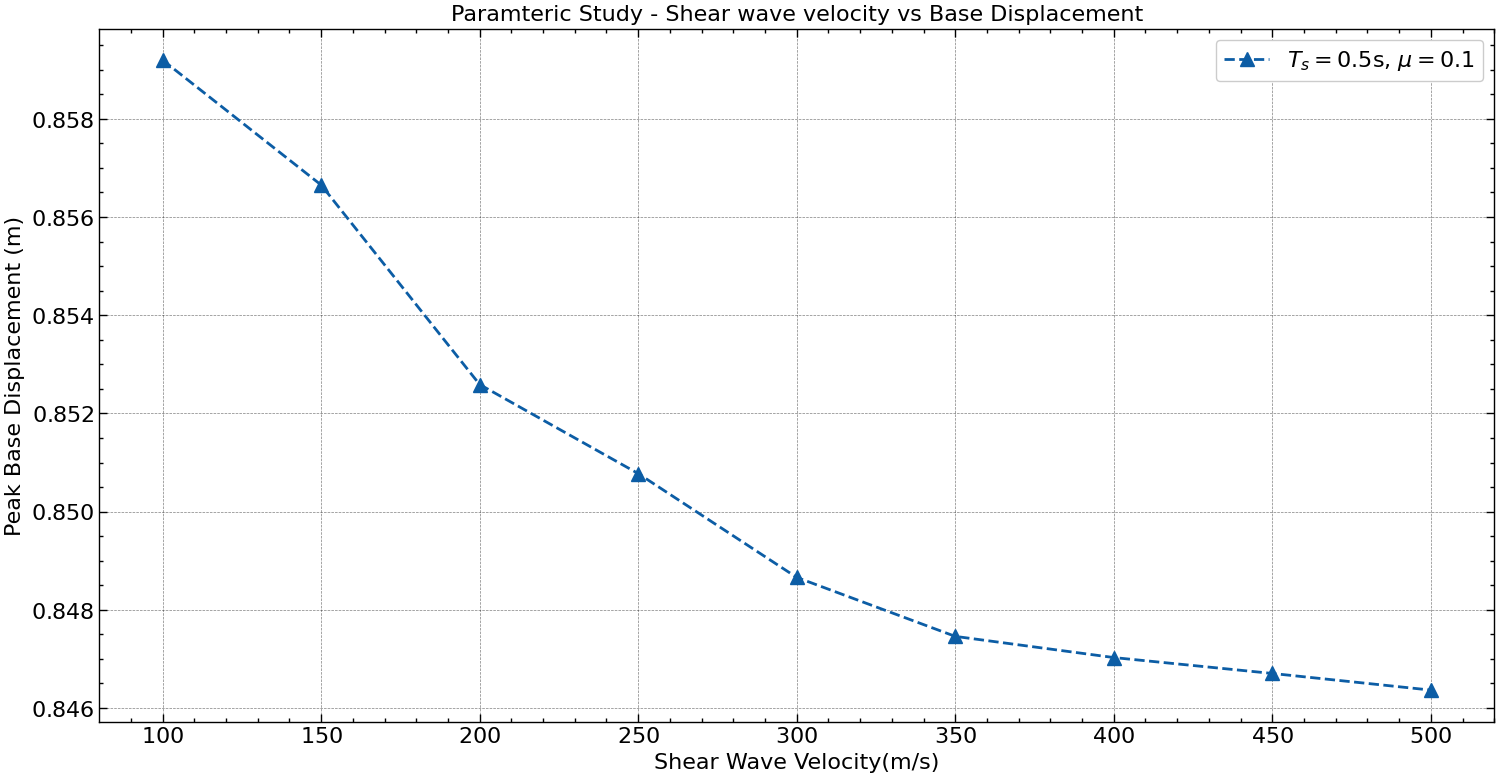 Paramteric Study - Shear wave velocity vs Base Displacement
T_s = 0.5s, μ = 0.1
Peak Base Displacement (m)
0.858
0.856
0.854
0.852
0.850
0.848
0.846
100 150 200 250 300 350 400 450 500
Shear Wave Velocity(m/s)